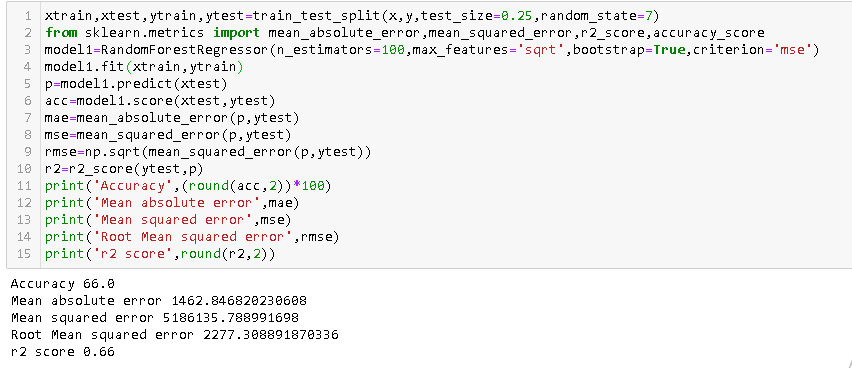 1 xtrain,xtest,ytrain,ytest=train_test_split(x,y,test_size=0.25,random_state=7)
2 from sklearn.metrics import mean_absolute_error,mean_squared_error,r2_score,accuracy_score
3 model1=RandomForestRegressor(n_estimators=100,max_features='sqrt',bootstrap=True,criterion='mse')
4 model1.fit(xtrain,ytrain)
5 p=model1.predict(xtest)
6 acc=model1.score(xtest,ytest)
7 mae=mean_absolute_error(p,ytest)
8 mse=mean_squared_error(p,ytest)
9 rmse=np.sqrt(mean_squared_error(p,ytest))
10 r2=r2_score(ytest,p)
11 print('Accuracy',(round(acc,2))*100)
12 print('Mean absolute error',mae)
13 print('Mean squared error',mse)
14 print('Root Mean squared error',rmse)
15 print('r2 score',round(r2,2))
Accuracy 66.0
Mean absolute error 1462.846820230608
Mean squared error 5186135.788991698
Root Mean squared error 2277.308891870336
r2 score 0.66